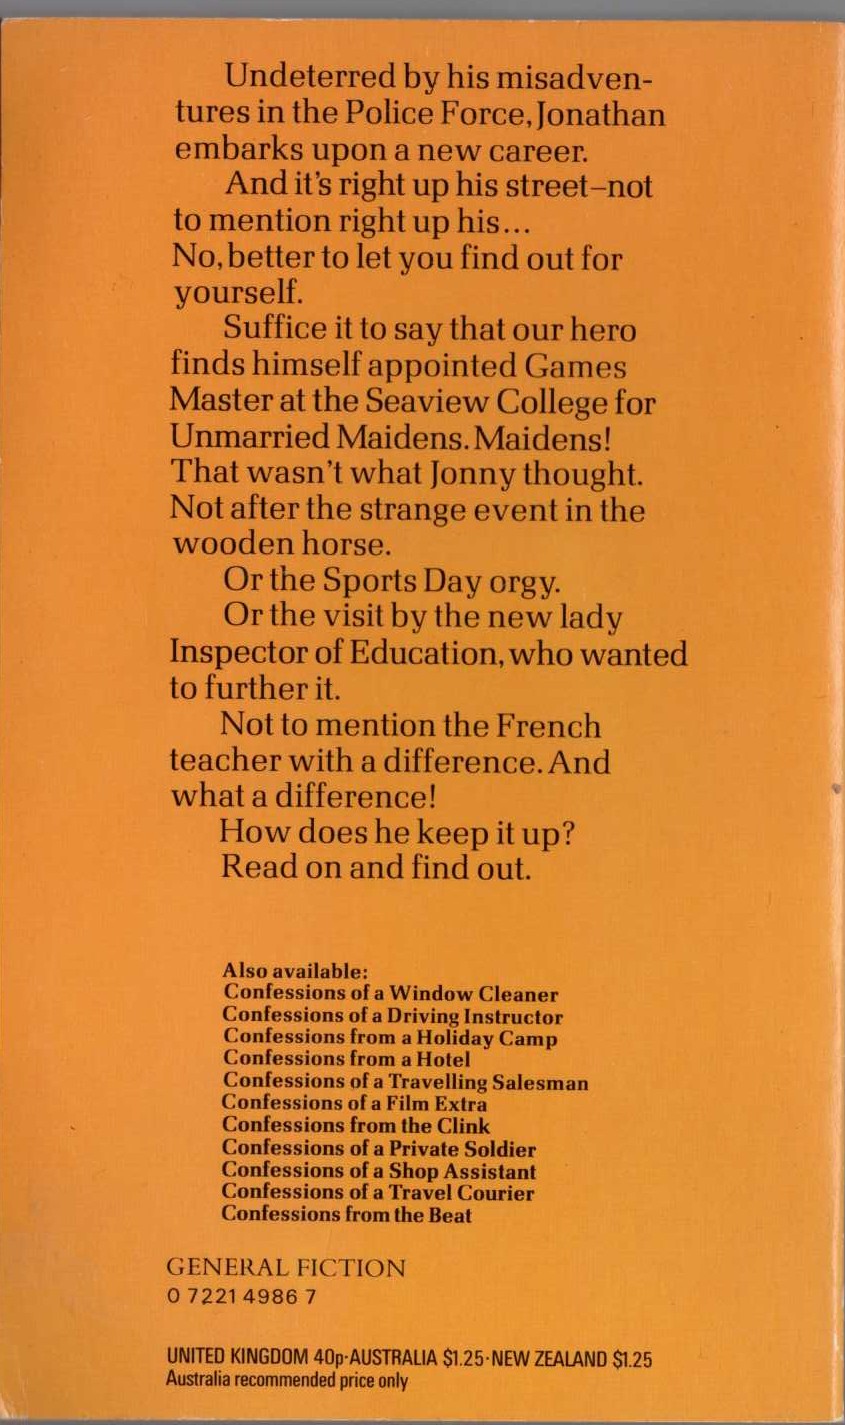 Undeterred by his misadven-
tures in the Police Force, Jonathan
embarks upon a new career.
And it's right up his street–not
to mention right up his...
No, better to let you find out for
yourself.
Suffice it to say that our hero
finds himself appointed Games
Master at the Seaview College for
Unmarried Maidens. Maidens!
That wasn't what Jonny thought.
Not after the strange event in the
wooden horse.
Or the Sports Day orgy.
Or the visit by the new lady
Inspector of Education, who wanted
to further it.
Not to mention the French
teacher with a difference. And
what a difference!
How does he keep it up?
Read on and find out.
Also available:
Confessions of a Window Cleaner
Confessions of a Driving Instructor
Confessions from a Holiday Camp
Confessions from a Hotel
Confessions of a Travelling Salesman
Confessions of a Film Extra
Confessions from the Clink
Confessions of a Private Soldier
Confessions of a Shop Assistant
Confessions of a Travel Courier
Confessions from the Beat
GENERAL FICTION
0 7221 4986 7
UNITED KINGDOM 40p·AUSTRALIA $1.25·NEW ZEALAND $1.25
Australia recommended price only